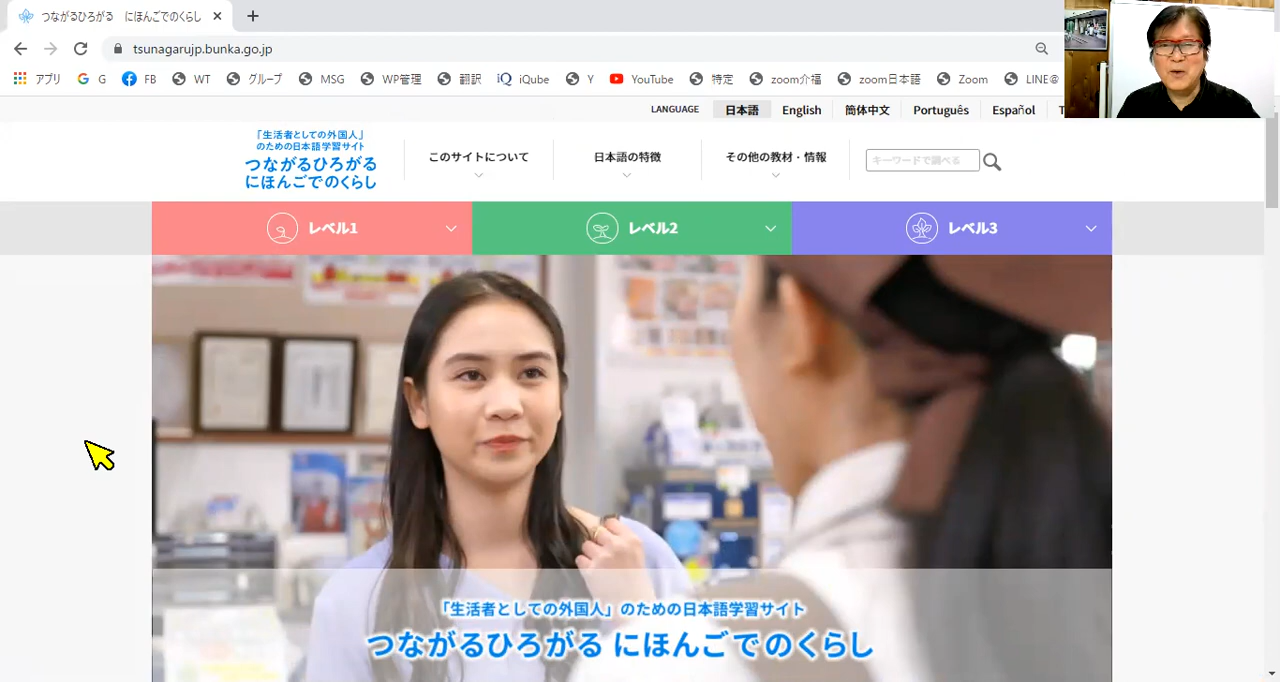 つながるひろがる　にほんごでのくらし
tsunagarujp.bunka.go.jp
アプリ G FB WT グループ MSG WP管理 翻訳 iQ iQube Y YouTube 特定 zoom介福 zoom日本語 Zoom LINE@
LANGUAGE 日本語 English 簡体中文 Português Español
「生活者としての外国人」
のための日本語学習サイト
つながるひろがる
にほんごでのくらし
このサイトについて 日本語の特徴 その他の教材・情報 キーワードで調べる
レベル1 レベル2 レベル3
「生活者としての外国人」のための日本語学習サイト
つながるひろがる にほんごでのくらし